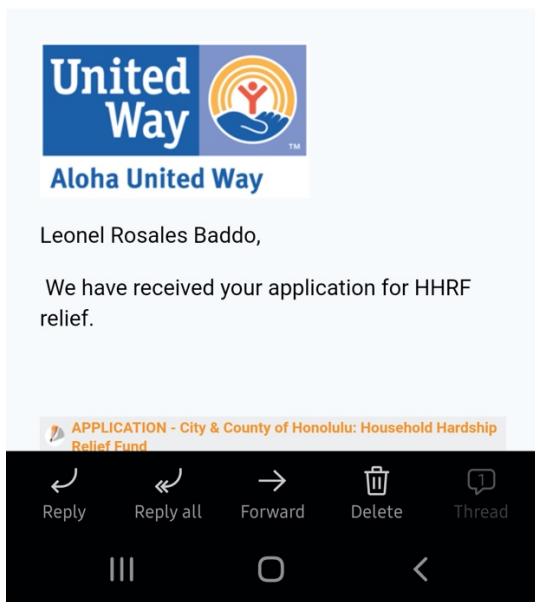 United
Way
TM
Aloha United Way
Leonel Rosales Baddo,
We have received your application for HHRF
relief.
APPLICATION - City & County of Honolulu: Household Hardship
Relief Fund
Reply
Reply all
Forward
Delete
1
Thread